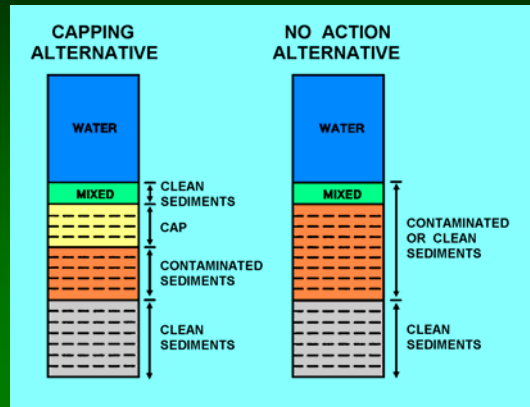 CAPPING
ALTERNATIVE
WATER
MIXED
CLEAN
SEDIMENTS
CAP
CONTAMINATED
SEDIMENTS
CLEAN
SEDIMENTS
NO ACTION
ALTERNATIVE
WATER
MIXED
CONTAMINATED
OR CLEAN
SEDIMENTS
CLEAN
SEDIMENTS